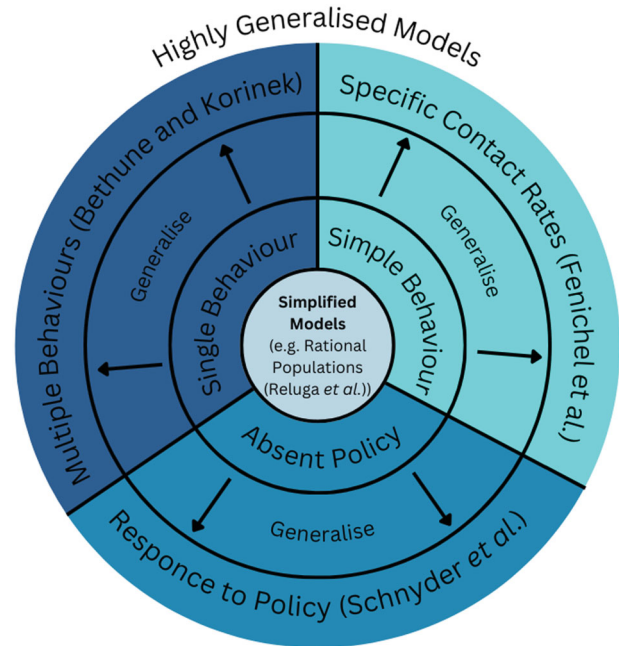 Highly Generalised Models
Multiple Behaviours (Bethune and Korinek)
Specific Contact Rates (Fenichel et al.)
Generalise
Generalise
Single Behaviour
Simple Behaviour
Simplified
Models
(e.g. Rational
Populations
(Reluga et al.))
Absent Policy
Generalise
Responce to Policy (Schnyder et al.)